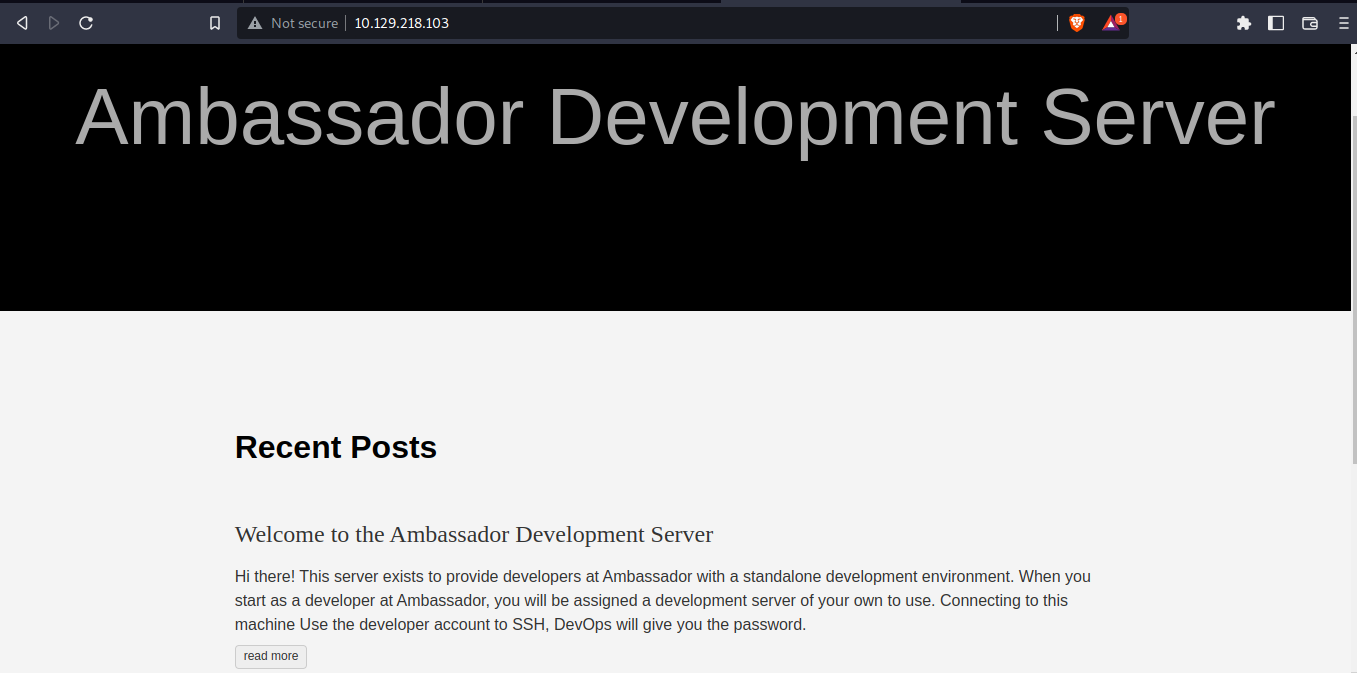 Not secure
10.129.218.103
1
Ambassador Development Server
Recent Posts
Welcome to the Ambassador Development Server
Hi there! This server exists to provide developers at Ambassador with a standalone development environment. When you
start as a developer at Ambassador, you will be assigned a development server of your own to use. Connecting to this
machine Use the developer account to SSH, DevOps will give you the password.
read more